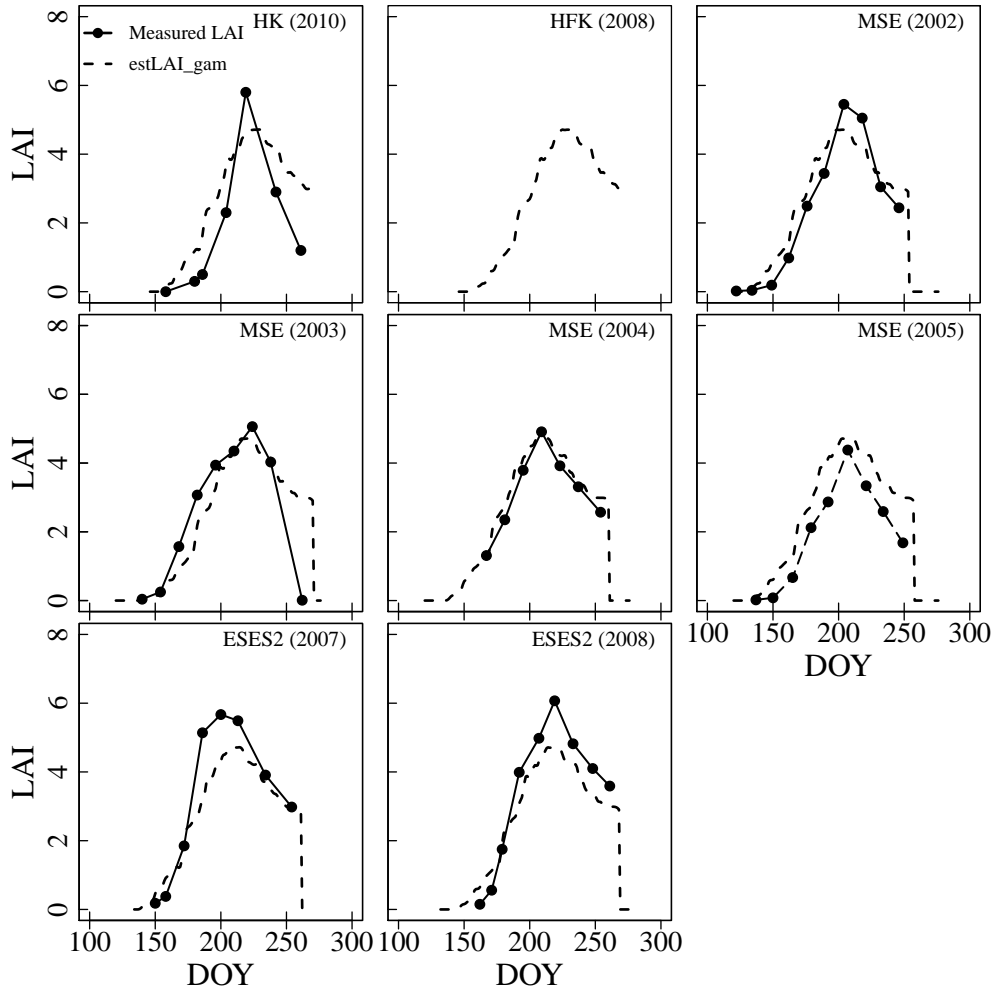 HK (2010)
Measured LAI
estLAI_gam
LAI
0 2 4 6 8
HFK (2008)
MSE (2002)
MSE (2003)
LAI
0 2 4 6 8
MSE (2004)
MSE (2005)
100 150 200 250 300
DOY
ESES2 (2007)
LAI
0 2 4 6 8
100 150 200 250 300
DOY
ESES2 (2008)
100 150 200 250 300
DOY